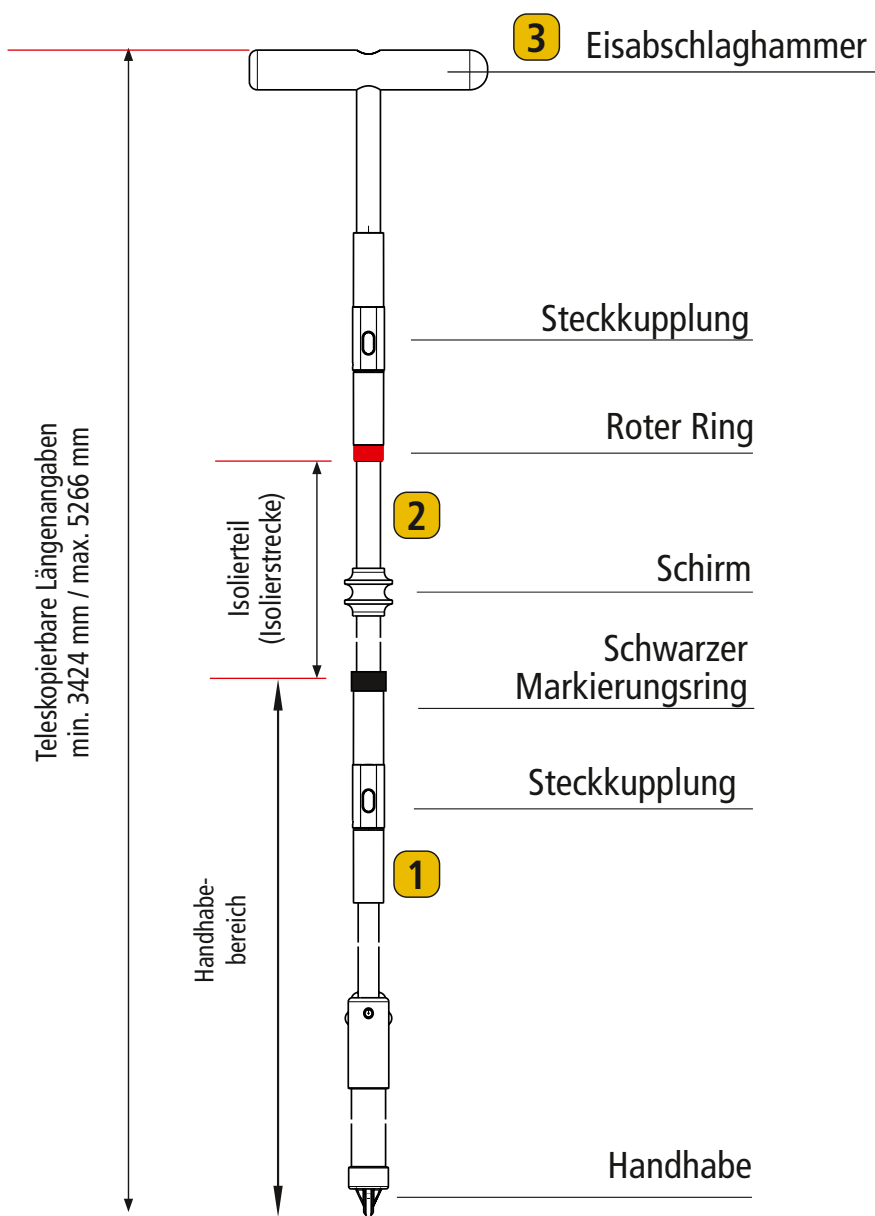 3 Eisabschlaghammer
Steckkupplung
Roter Ring
2
Isolierteil
(Isolierstrecke)
Schirm
Teleskopierbare Längenangaben
min. 3424 mm / max. 5266 mm
Schwarzer
Markierungsring
Steckkupplung
1
Handhabe-
bereich
Handhabe